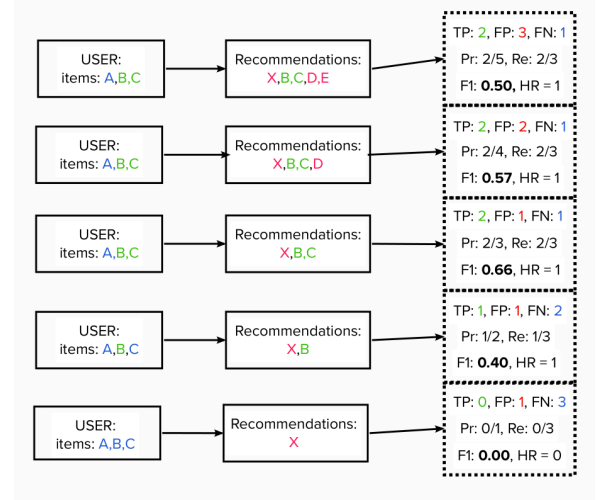 USER:
items: A,B,C
Recommendations:
X,B,C,D,E
TP: 2, FP: 3, FN: 1
Pr: 2/5, Re: 2/3
F1: 0.50, HR = 1
USER:
items: A,B,C
Recommendations:
X,B,C,D
TP: 2, FP: 2, FN: 1
Pr: 2/4, Re: 2/3
F1: 0.57, HR = 1
USER:
items: A,B,C
Recommendations:
X,B,C
TP: 2, FP: 1, FN: 1
Pr: 2/3, Re: 2/3
F1: 0.66, HR = 1
USER:
items: A,B,C
Recommendations:
X,B
TP: 1, FP: 1, FN: 2
Pr: 1/2, Re: 1/3
F1: 0.40, HR = 1
USER:
items: A,B,C
Recommendations:
X
TP: 0, FP: 1, FN: 3
Pr: 0/1, Re: 0/3
F1: 0.00, HR = 0